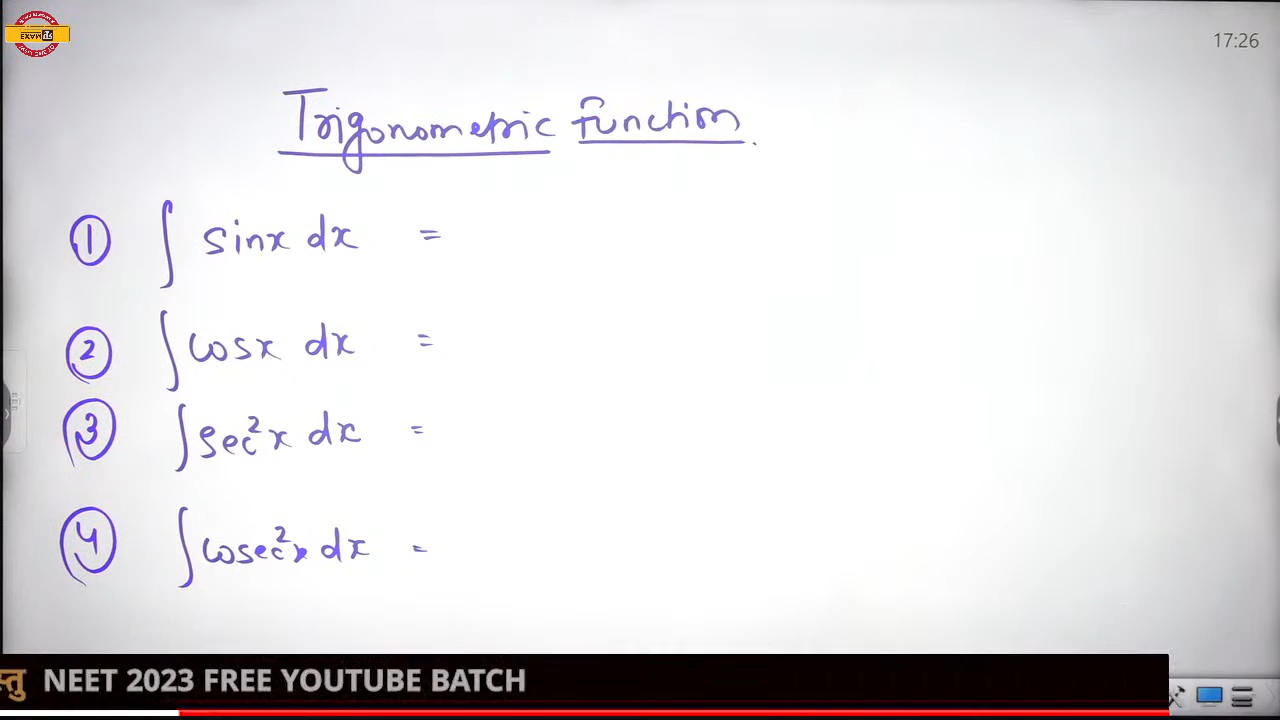 17:26
Trigonometric function.
① ∫ sinx dx =
② ∫ cosx dx =
③ ∫ sec²x dx =
④ ∫ cosec²x dx =
NEET 2023 FREE YOUTUBE BATCH